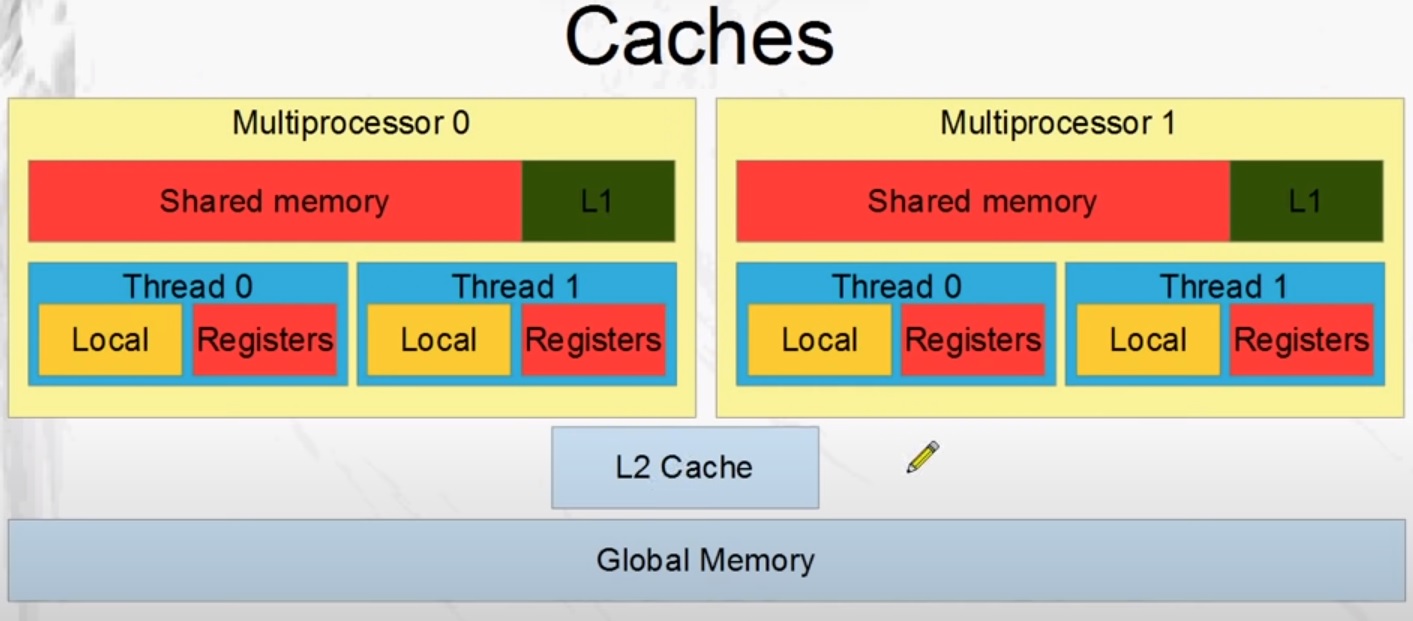 Caches
Multiprocessor 0
Shared memory
L1
Thread 0
Local
Registers
Thread 1
Local
Registers
Multiprocessor 1
Shared memory
L1
Thread 0
Local
Registers
Thread 1
Local
Registers
L2 Cache
Global Memory